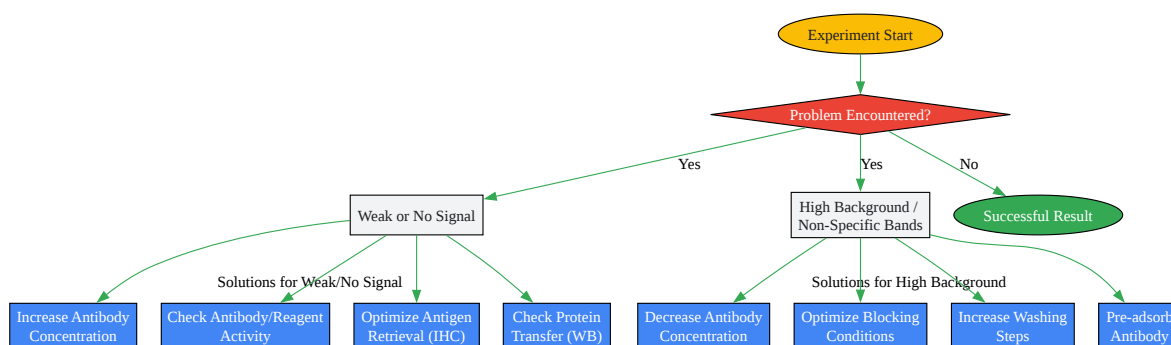 Experiment Start
Problem Encountered?
Yes
Yes
No
Weak or No Signal
High Background /
Non-Specific Bands
Successful Result
Solutions for Weak/No Signal
Solutions for High Background
Increase Antibody
Concentration
Check Antibody/Reagent
Activity
Optimize Antigen
Retrieval (IHC)
Check Protein
Transfer (WB)
Decrease Antibody
Concentration
Optimize Blocking
Conditions
Increase Washing
Steps
Pre-adsorb
Antibody